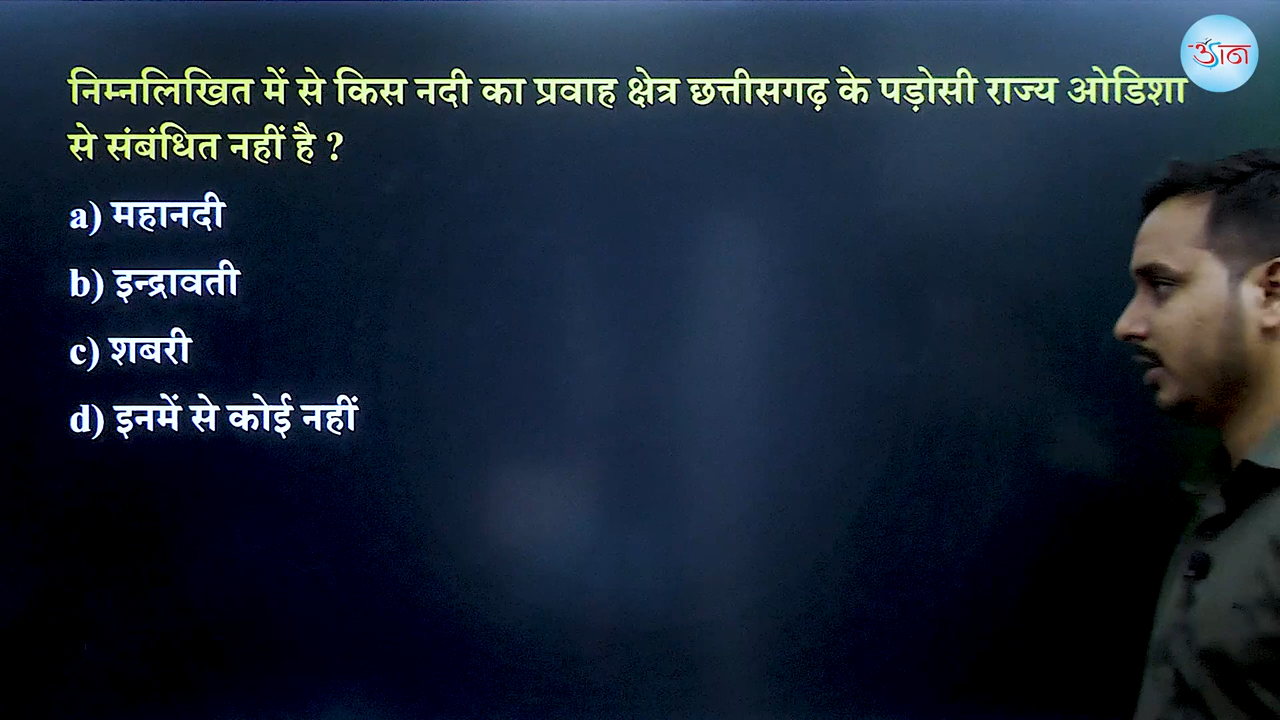 निम्नलिखित में से किस नदी का प्रवाह क्षेत्र छत्तीसगढ़ के पड़ोसी राज्य ओडिशा
से संबंधित नहीं है ?
a) महानदी
b) इन्द्रावती
c) शबरी
d) इनमें से कोई नहीं